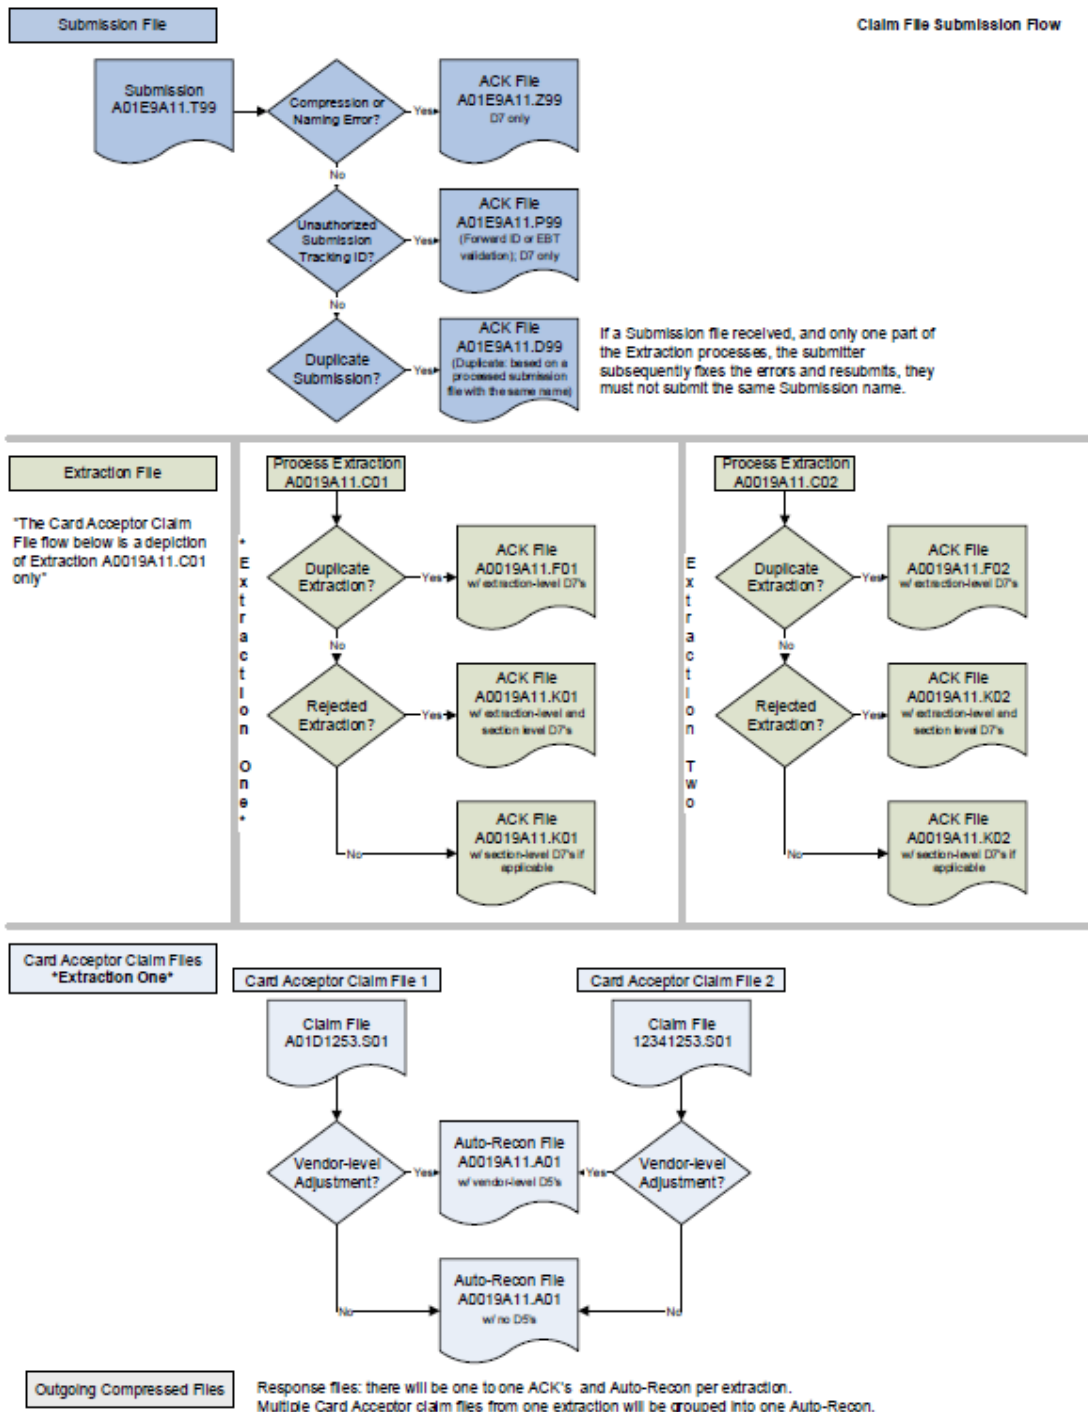 Submission File
Claim File Submission Flow
Submission
A01E9A11.T99
Compression or
Naming Error?
Yes
ACK File
A01E9A11.Z99
D7 only
No
Unauthorized
Submission
Tracking ID?
Yes
ACK File
A01E9A11.P99
(Forward ID or EBT
validation); D7 only
No
Duplicate
Submission?
Yes
ACK File
A01E9A11.D99
(Duplicate: based on a
processed submission
file with the same name)
If a Submission file received, and only one part of
the Extraction processes, the submitter
subsequently fixes the errors and resubmits, they
must not submit the same Submission name.
Extraction File
"The Card Acceptor Claim
File flow below is a depiction
of Extraction A0019A11.C01
only"
*Extraction One*
Process Extraction
A0019A11.C01
Duplicate
Extraction?
Yes
ACK File
A0019A11.F01
w/ extraction-level D7's
No
Rejected
Extraction?
Yes
ACK File
A0019A11.K01
w/ extraction-level and
section level D7's
No
ACK File
A0019A11.K01
w/ section-level D7's if
applicable
Extraction Two
Process Extraction
A0019A11.C02
Duplicate
Extraction?
Yes
ACK File
A0019A11.F02
w/ extraction-level D7's
No
Rejected
Extraction?
Yes
ACK File
A0019A11.K02
w/ extraction-level and
section level D7's
No
ACK File
A0019A11.K02
w/ section-level D7's if
applicable
Card Acceptor Claim Files
*Extraction One*
Card Acceptor Claim File 1
Card Acceptor Claim File 2
Claim File
A01D1253.S01
Claim File
12341253.S01
Vendor-level
Adjustment?
Yes
Auto-Recon File
A0019A11.A01
w/ vendor-level D5's
Yes
Vendor-level
Adjustment?
No
Auto-Recon File
A0019A11.A01
w/ no D5's
No
Outgoing Compressed Files
Response files: there will be one to one ACK's and Auto-Recon per extraction.
Multiple Card Acceptor claim files from one extraction will be grouped into one Auto-Recon.